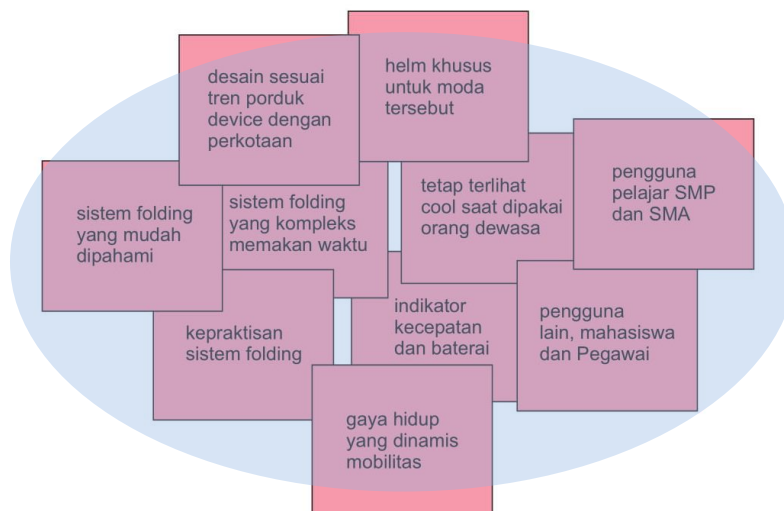 desain sesuai
tren porduk
device dengan
perkotaan
helm khusus
untuk moda
tersebut
sistem folding
yang mudah
dipahami
sistem folding
yang kompleks
memakan waktu
tetap terlihat
cool saat dipakai
orang dewasa
pengguna
pelajar SMP
dan SMA
kepraktisan
sistem folding
indikator
kecepatan
dan baterai
pengguna
lain, mahasiswa
dan Pegawai
gaya hidup
yang dinamis
mobilitas